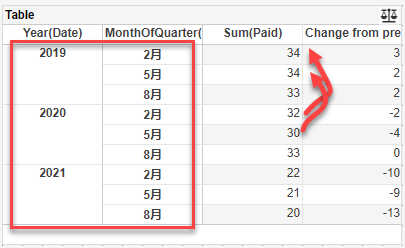 Table
Year(Date) MonthOfQuarter( Sum(Paid) Change from pre
2019 2月 34 3
5月 34 2
8月 33 2
2020 2月 32 -2
5月 30 -4
8月 33 0
2021 2月 22 -10
5月 21 -9
8月 20 -13